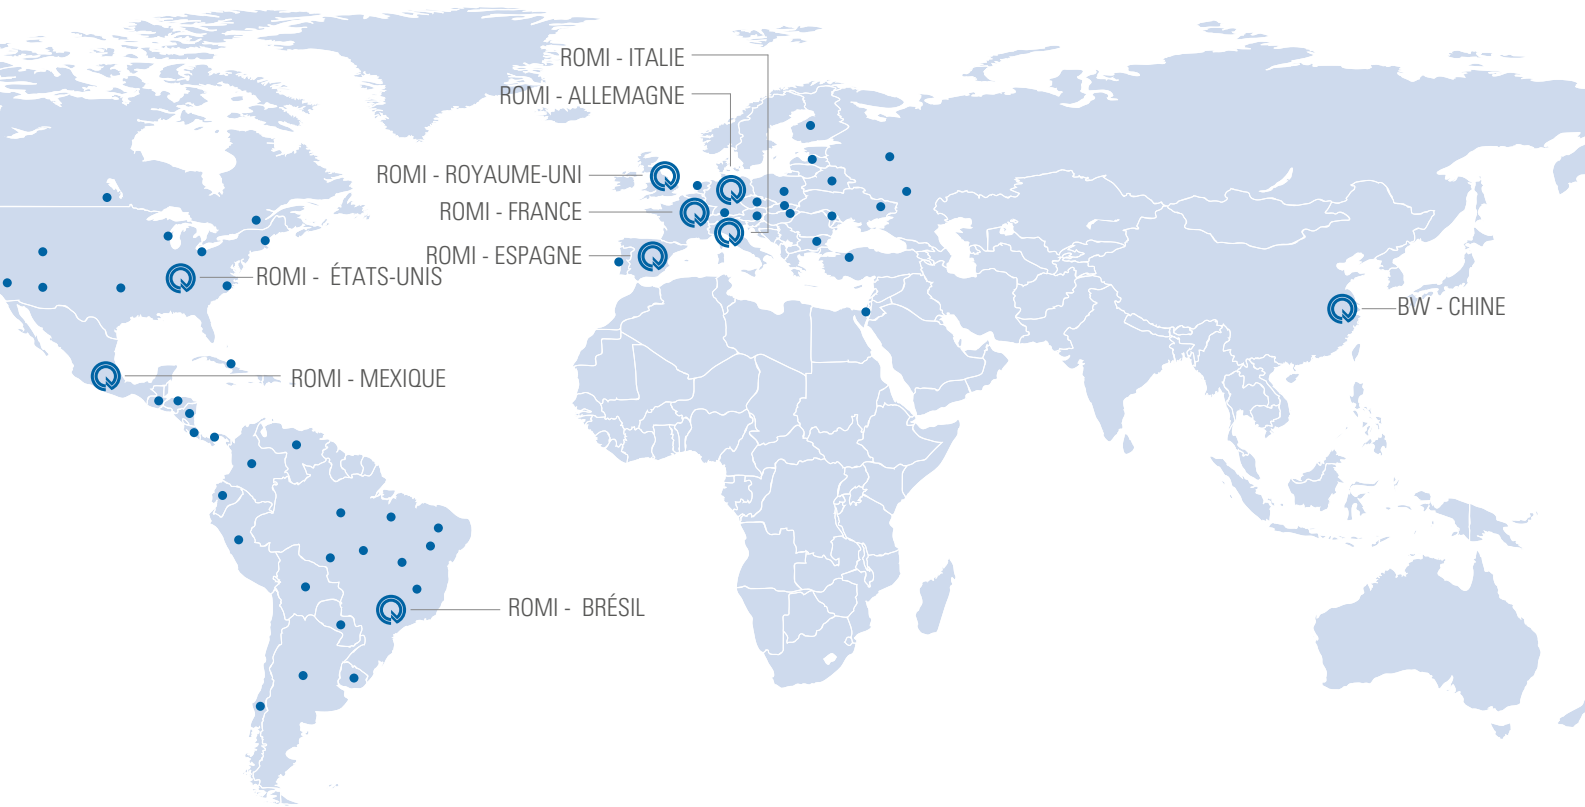 ROMI - ITALIE
ROMI - ALLEMAGNE
ROMI - ROYAUME-UNI
ROMI - FRANCE
ROMI - ESPAGNE
ROMI - ÉTATS-UNIS
BW - CHINE
ROMI - MEXIQUE
ROMI - BRÉSIL